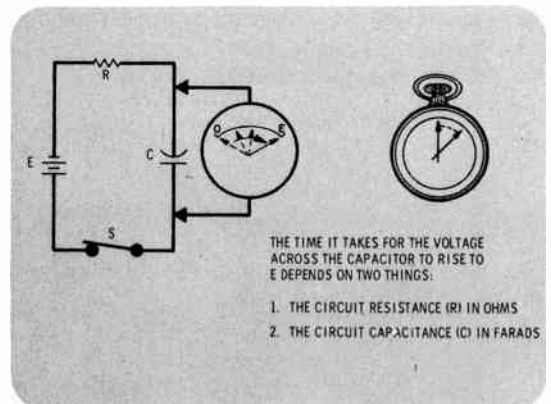 R
O
E
E
C
S
THE TIME IT TAKES FOR THE VOLTAGE
ACROSS THE CAPACITOR TO RISE TO
E DEPENDS ON TWO THINGS:
1. THE CIRCUIT RESISTANCE (R) IN OHMS
2. THE CIRCUIT CAPACITANCE (C) IN FARADS